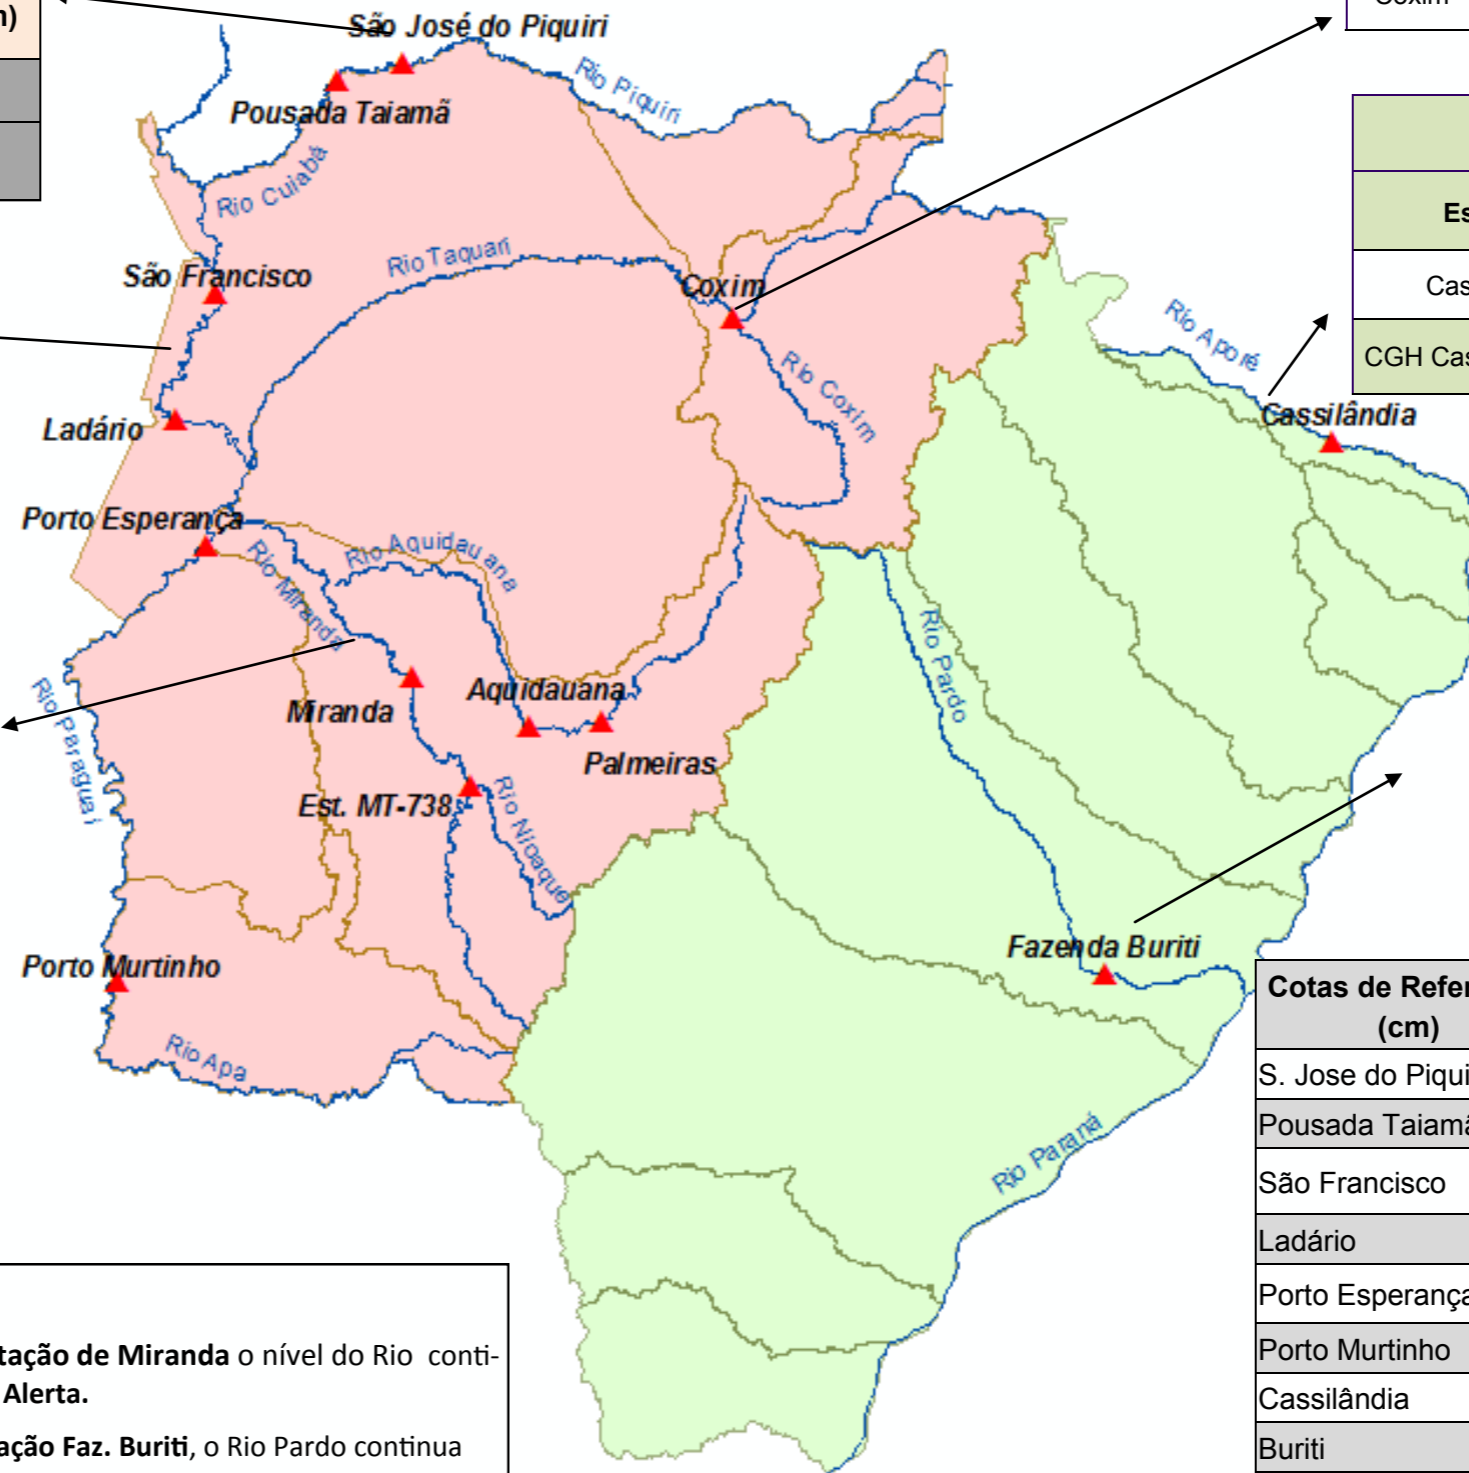 m)
São José do Piquiri
Pousada Taiamã
Rio Piquiri
Rio Cuiabá
São Francisco
Rio Taquari
Coxim
Rio Coxim
Ladário
Porto Esperança
Rio Miranda
Rio Aquidauana
Rio Paraguai
Miranda
Aquidauana
Palmeiras
Est. MT-738
Rio Nioaque
Porto Murtinho
Rio Apa
Rio Aporé
Cassilândia
Rio Pardo
Fazenda Buriti
Rio Paraná
Coxim
Es
Cas
CGH Cas
Cotas de Refer
(cm)
S. Jose do Piqui
Pousada Taiamã
São Francisco
Ladário
Porto Esperança
Porto Murtinho
Cassilândia
Buriti
tação de Miranda o nível do Rio conti-
Alerta.
ação Faz. Buriti, o Rio Pardo continua